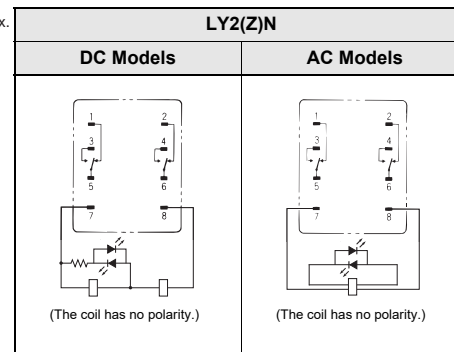 x.
LY2(Z)N
DC Models
AC Models
1 2
3 4
5 6
7 8
(The coil has no polarity.)
1 2
3 4
5 6
7 8
(The coil has no polarity.)